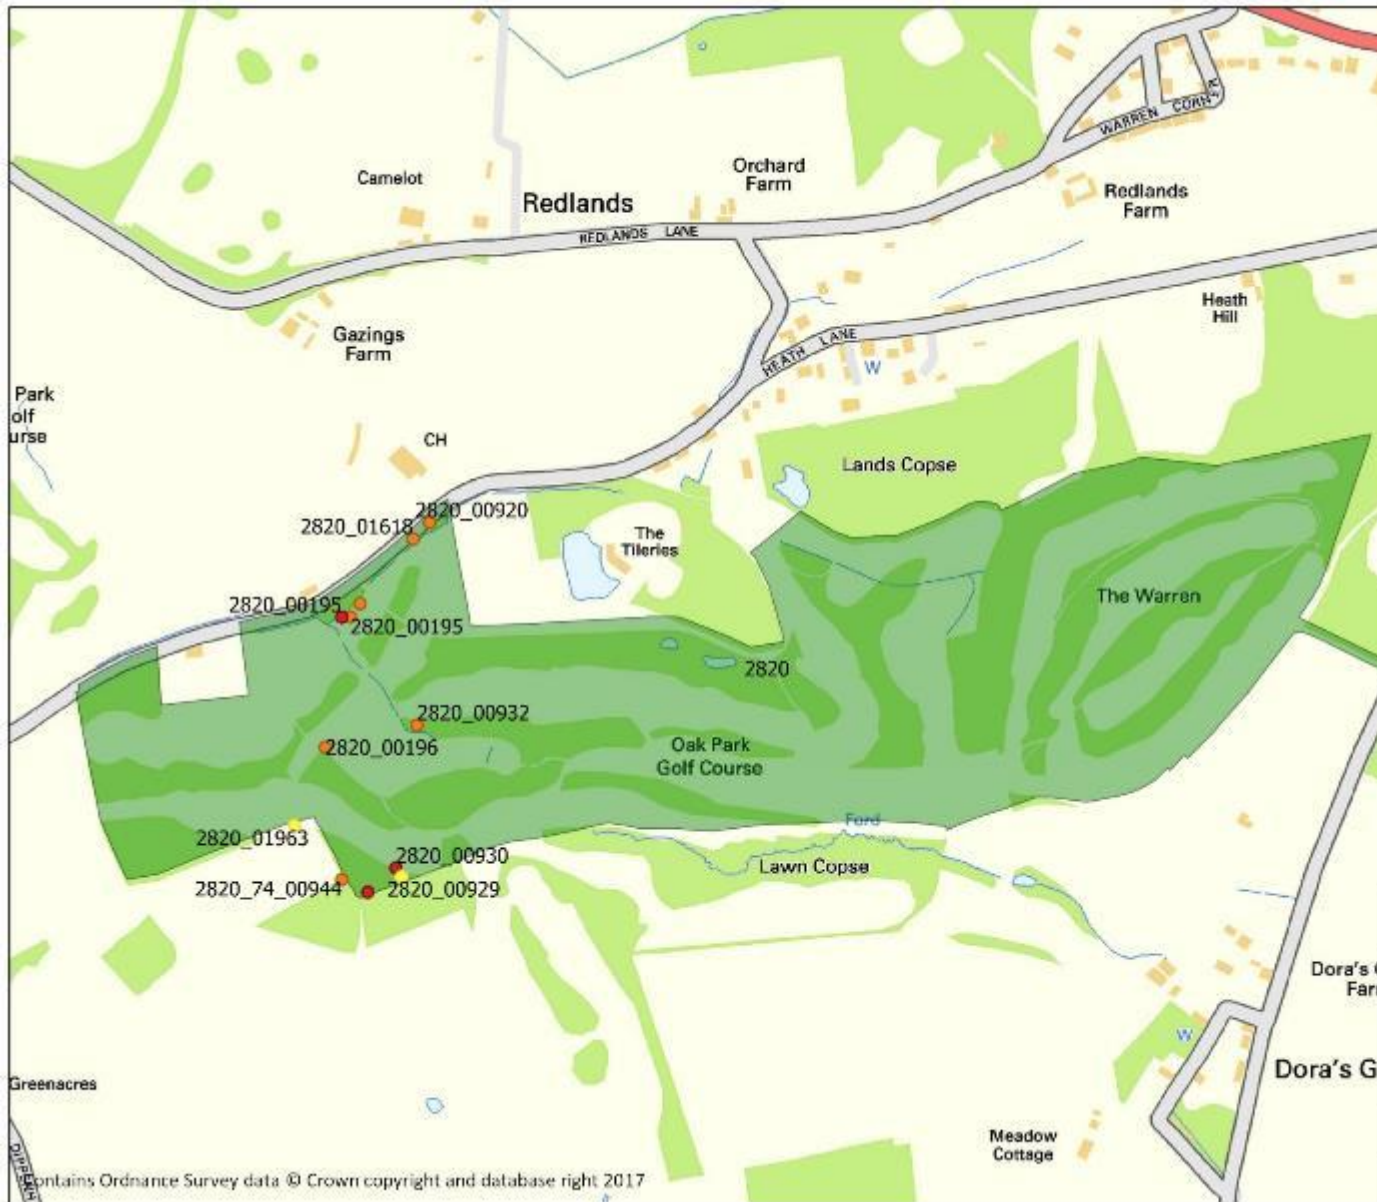 WARREN CORNER
Orchard
Farm
Camelot
Redlands
Farm
Redlands
REDLANDS LANE
Heath
Hill
Gazings
Farm
HEATH LANE
W
Park
olf
urse
CH
Lands Copse
2820_00920
2820_01618
The
Tileries
The Warren
2820_00195
2820_00195
2820
2820_00932
2820_00196
Oak Park
Golf Course
Ford
2820_01963
2820_00930
Lawn Copse
2820_74_00944
2820_00929
Dora's
Far
W
Dora's G
Greenacres
Meadow
Cottage
ontains Ordnance Survey data © Crown copyright and database right 2017